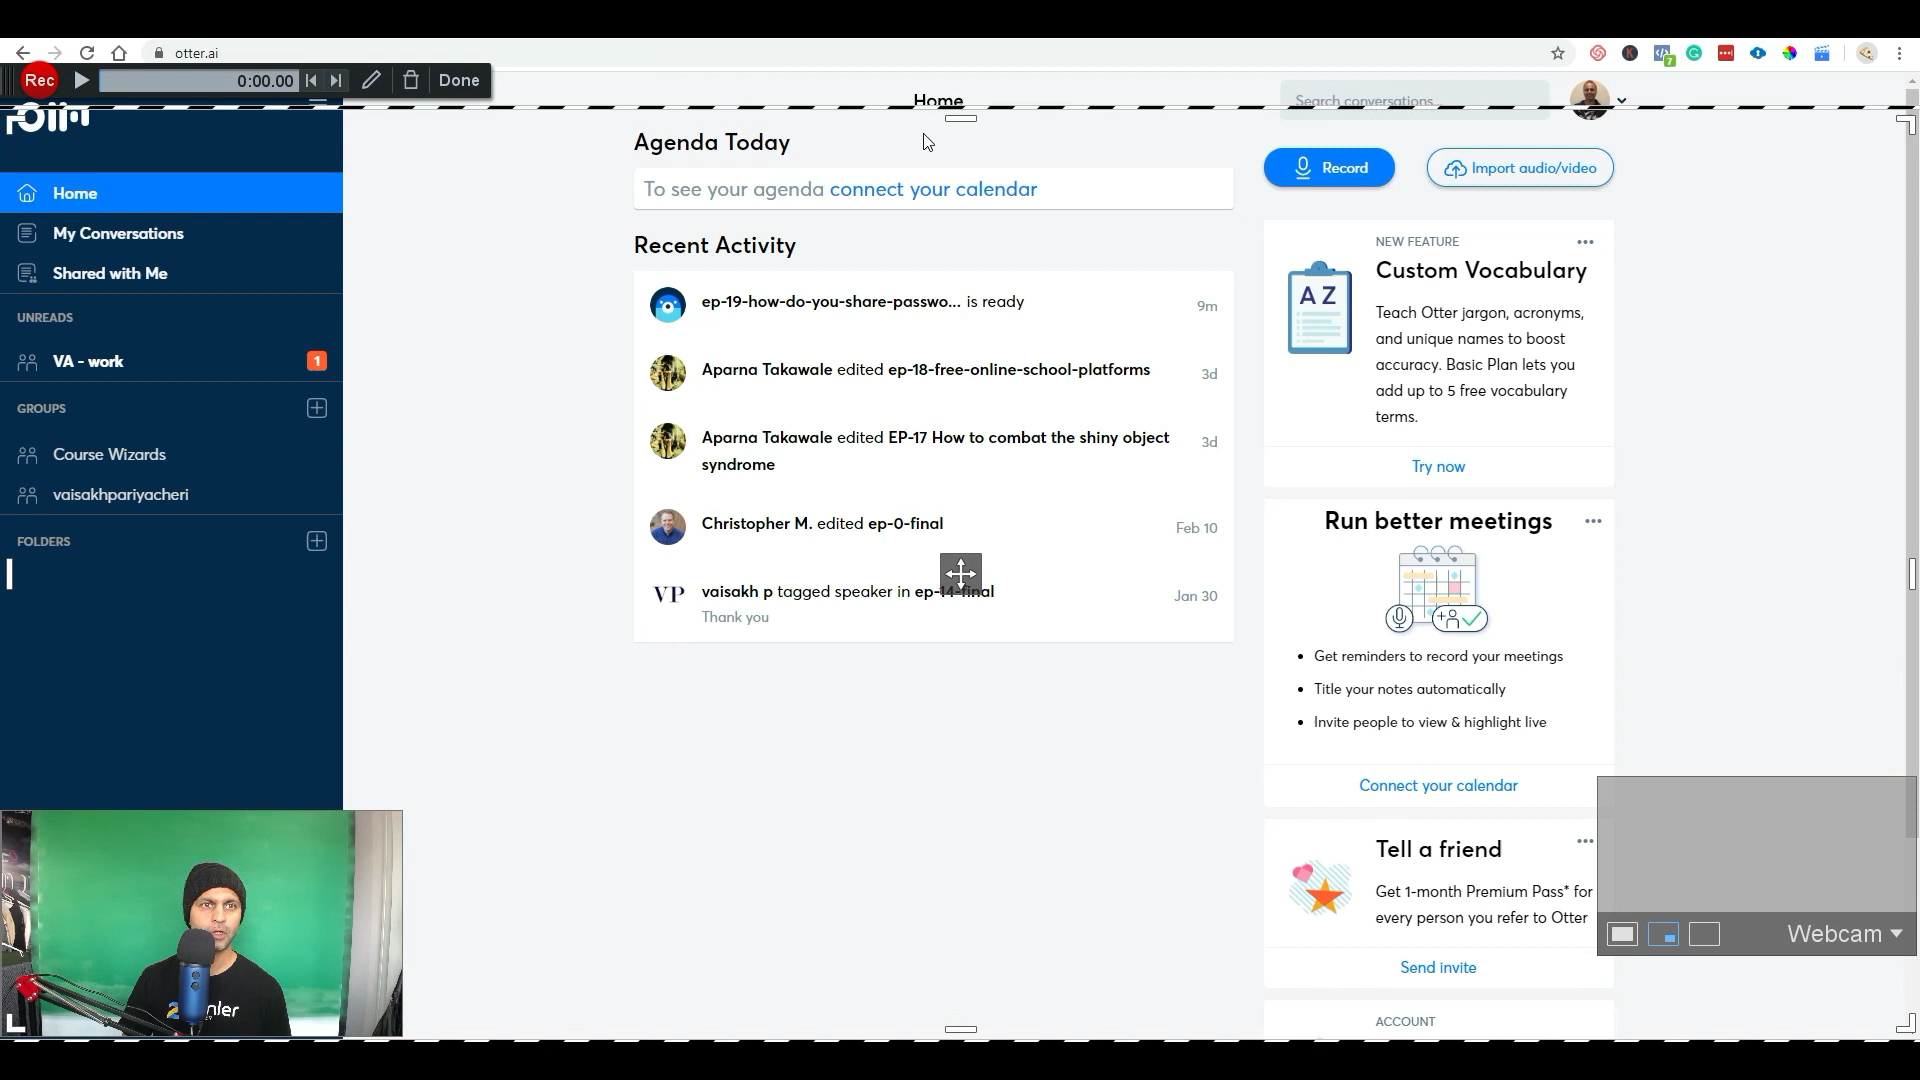 otter.ai
7
Rec
0:00.00
Done
Home
Search conversations...
Home
My Conversations
Shared with Me
UNREADS
VA - work
1
GROUPS
Course Wizards
vaisakhpariyacheri
FOLDERS
Agenda Today
To see your agenda connect your calendar
Recent Activity
ep-19-how-do-you-share-passwo... is ready
9m
Aparna Takawale edited ep-18-free-online-school-platforms
3d
Aparna Takawale edited EP-17 How to combat the shiny object
syndrome
3d
Christopher M. edited ep-0-final
Feb 10
VP
vaisakh p tagged speaker in ep-14-final
Thank you
Jan 30
Record
Import audio/video
NEW FEATURE
Custom Vocabulary
A Z
Teach Otter jargon, acronyms,
and unique names to boost
accuracy. Basic Plan lets you
add up to 5 free vocabulary
terms.
Try now
Run better meetings
• Get reminders to record your meetings
• Title your notes automatically
• Invite people to view & highlight live
Connect your calendar
Tell a friend
Get 1-month Premium Pass* for
every person you refer to Otter
Send invite
ACCOUNT
Webcam